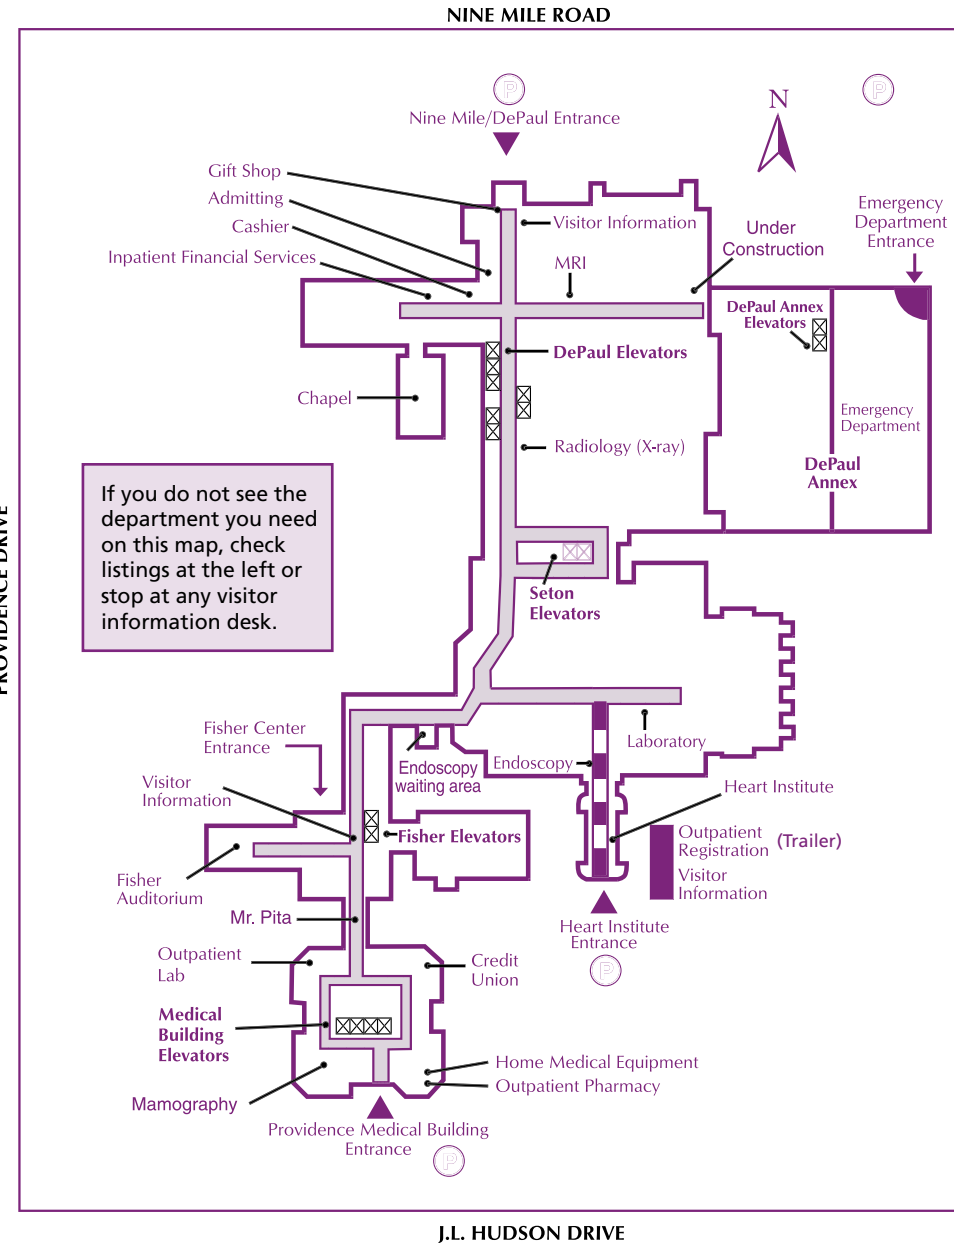 NINE MILE ROAD
P
P
N
Nine Mile/DePaul Entrance
Gift Shop
Admitting
Cashier
Inpatient Financial Services
Visitor Information
MRI
Under
Construction
Emergency
Department
Entrance
DePaul Annex
Elevators
DePaul Elevators
Chapel
Emergency
Department
Radiology (X-ray)
DePaul
Annex
If you do not see the
department you need
on this map, check
listings at the left or
stop at any visitor
information desk.
PROVIDENCE DRIVE
Seton
Elevators
Fisher Center
Entrance
Laboratory
Endoscopy
Endoscopy
waiting area
Visitor
Information
Heart Institute
Fisher Elevators
Outpatient
Registration
(Trailer)
Visitor
Information
Fisher
Auditorium
Mr. Pita
Heart Institute
Entrance
P
Outpatient
Lab
Credit
Union
Medical
Building
Elevators
Home Medical Equipment
Outpatient Pharmacy
Mamography
Providence Medical Building
Entrance
P
J.L. HUDSON DRIVE